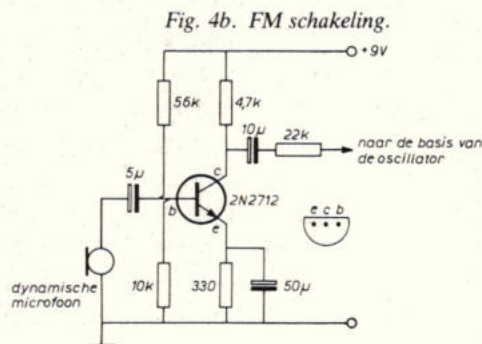 Fig. 4b. FM schakeling.
+9V
56k
4,7k
10µ
22k
naar de basis van
de oscillator
5µ
c
2N2712
b
e
e c b
dynamische
microfoon
10k
330
50µ